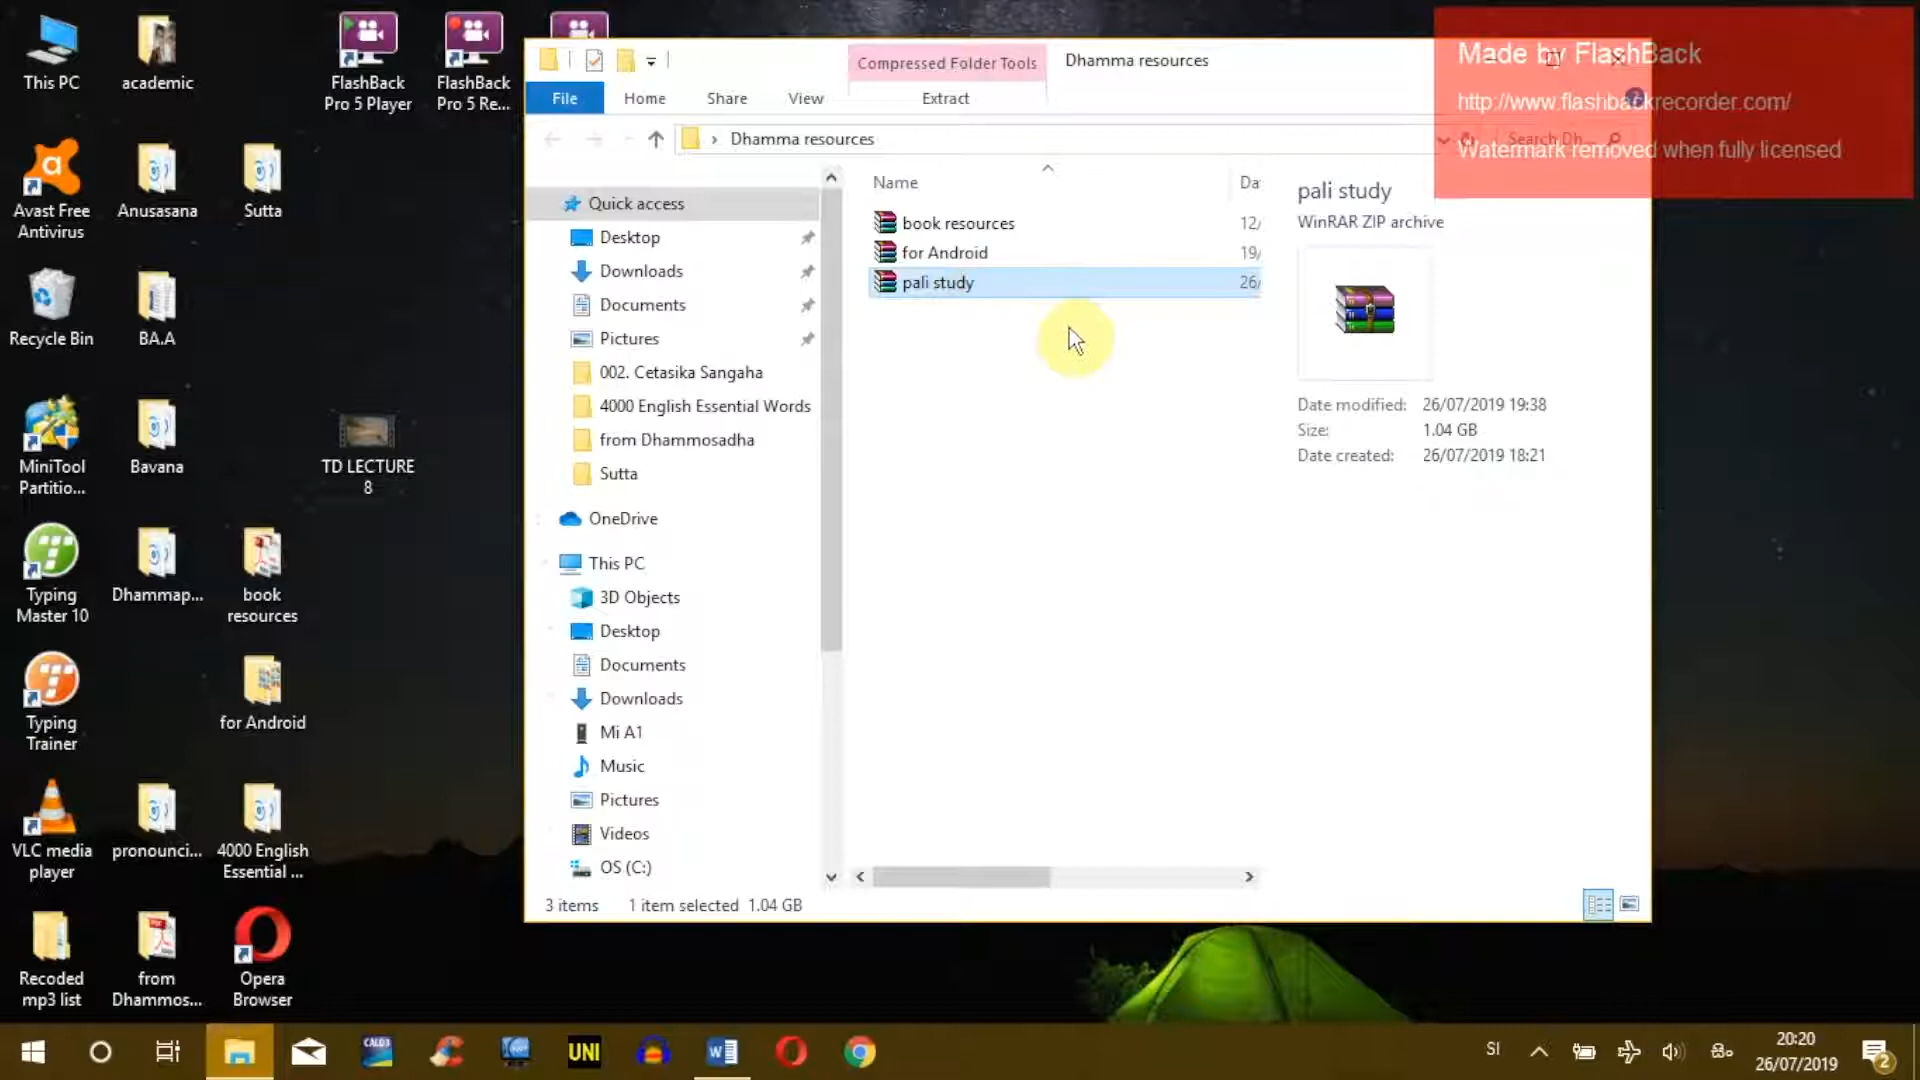 This PC
academic
FlashBack
Pro 5 Player
FlashBack
Pro 5 Re...
Avast Free
Antivirus
Anusasana
Sutta
Recycle Bin
BA.A
MiniTool
Partitio...
Bavana
TD LECTURE
8
Typing
Master 10
Dhammap...
book
resources
Typing
Trainer
for Android
VLC media
player
pronounci...
4000 English
Essential ...
Recoded
mp3 list
from
Dhammos...
Opera
Browser
Compressed Folder Tools
Dhamma resources
File
Home
Share
View
Extract
Dhamma resources
Search Dh...
Quick access
Desktop
Downloads
Documents
Pictures
002. Cetasika Sangaha
4000 English Essential Words
from Dhammosadha
Sutta
OneDrive
This PC
3D Objects
Desktop
Documents
Downloads
Mi A1
Music
Pictures
Videos
OS (C:)
Name
Da
book resources
12/
for Android
19/
pali study
26/
pali study
WinRAR ZIP archive
Date modified: 26/07/2019 19:38
Size: 1.04 GB
Date created: 26/07/2019 18:21
3 items
1 item selected 1.04 GB
Made by FlashBack
http://www.flashbackrecorder.com/
Watermark removed when fully licensed
CALD3
UNI
SI
20:20
26/07/2019
2